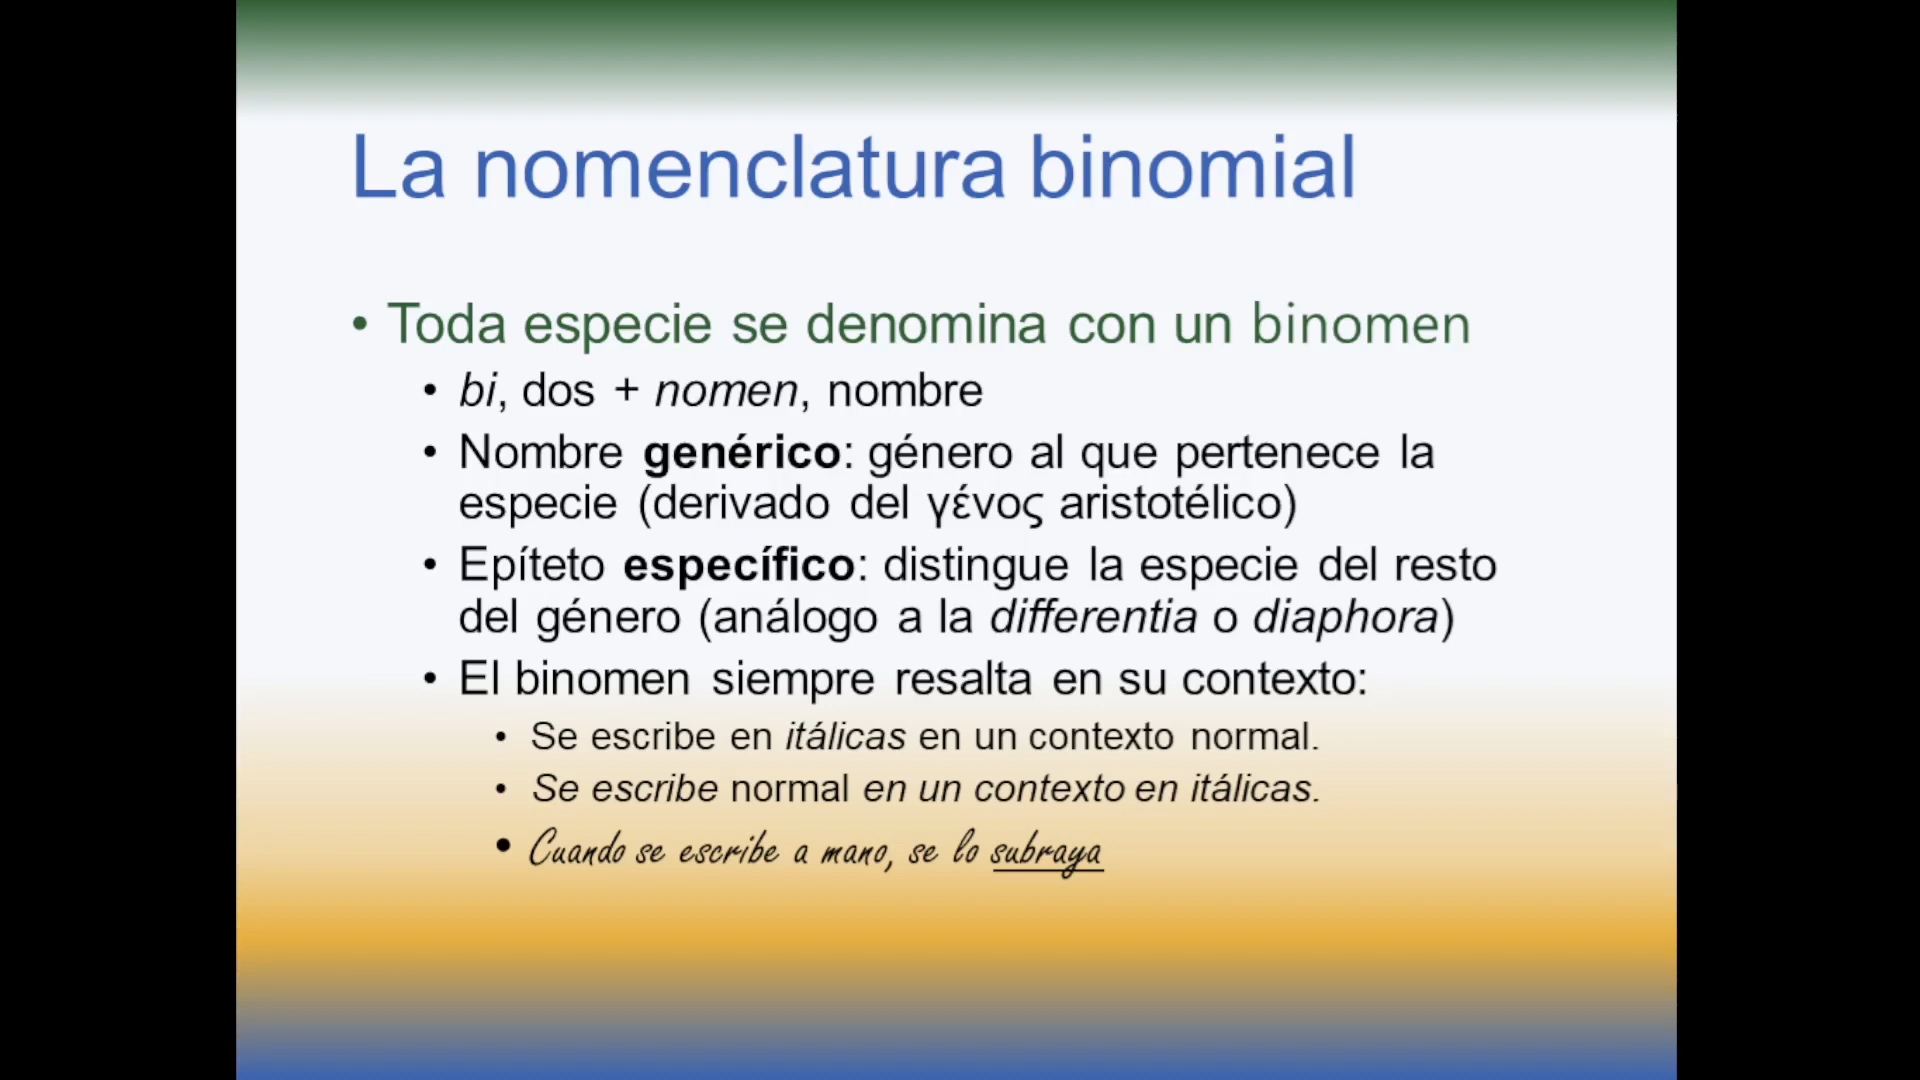 La nomenclatura binomial
• Toda especie se denomina con un binomen
• bi, dos + nomen, nombre
• Nombre genérico: género al que pertenece la
especie (derivado del γένος aristotélico)
• Epíteto específico: distingue la especie del resto
del género (análogo a la differentia o diaphora)
• El binomen siempre resalta en su contexto:
• Se escribe en itálicas en un contexto normal.
• Se escribe normal en un contexto en itálicas.
• Cuando se escribe a mano, se lo subraya